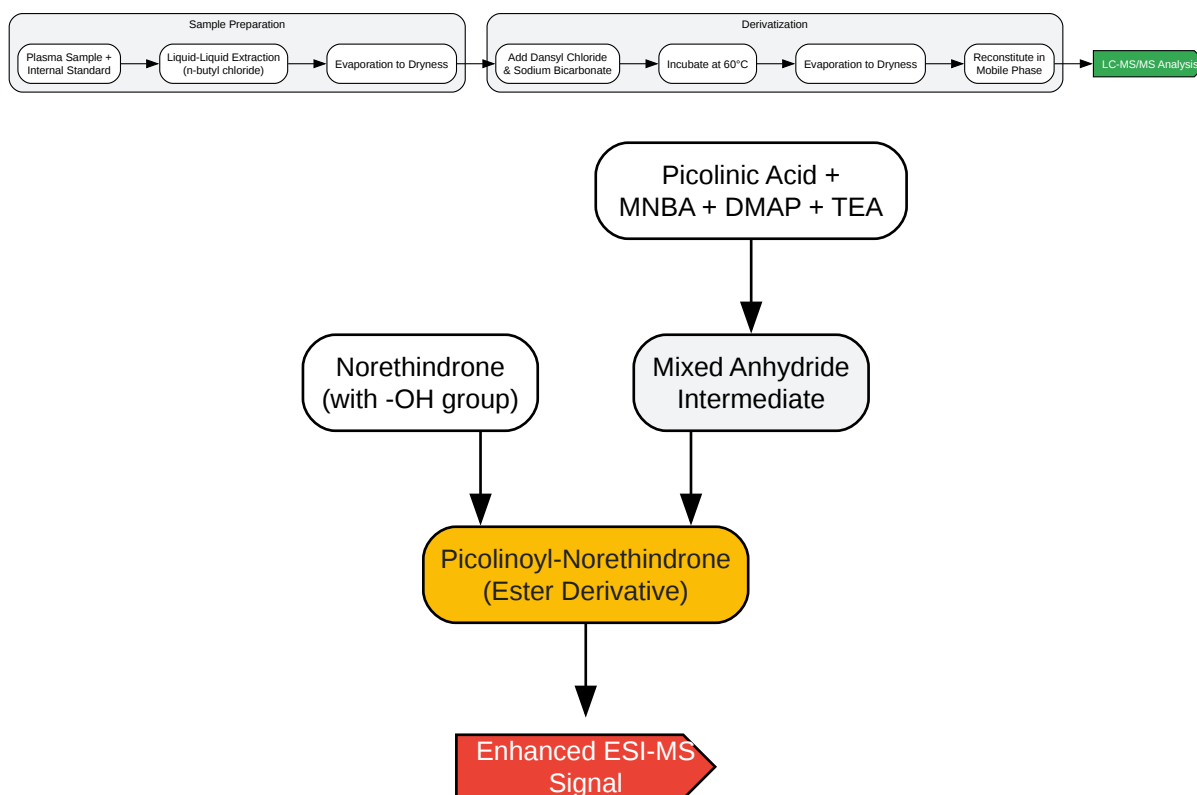 Sample Preparation
Derivatization
Plasma Sample +
Internal Standard
Liquid-Liquid Extraction
(n-butyl chloride)
Evaporation to Dryness
Add Dansyl Chloride
& Sodium Bicarbonate
Incubate at 60°C
Evaporation to Dryness
Reconstitute in
Mobile Phase
LC-MS/MS Analysis
Picolinic Acid +
MNBA + DMAP + TEA
Norethindrone
(with -OH group)
Mixed Anhydride
Intermediate
Picolinoyl-Norethindrone
(Ester Derivative)
Enhanced ESI-MS
Signal